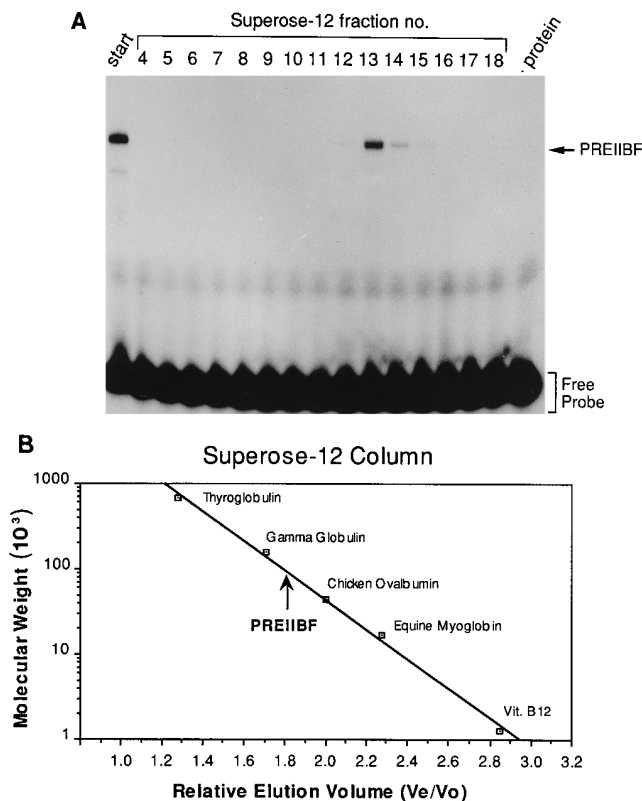 A
Superose-12 fraction no.
start 4 5 6 7 8 9 10 11 12 13 14 15 16 17 18 - protein
PREIIBF
Free
Probe
B
Superose-12 Column
Molecular Weight (10³)
1000
100
10
1
Thyroglobulin
Gamma Globulin
Chicken Ovalbumin
PREIIBF
Equine Myoglobin
Vit. B12
1.0 1.2 1.4 1.6 1.8 2.0 2.2 2.4 2.6 2.8 3.0 3.2
Relative Elution Volume (Ve/Vo)